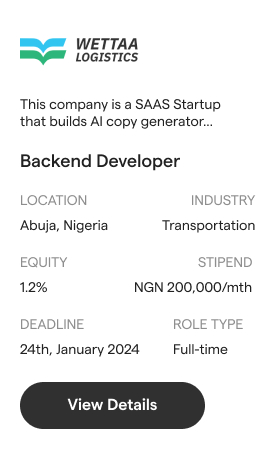 WETTAA
LOGISTICS
This company is a SAAS Startup
that builds AI copy generator...
Backend Developer
LOCATION INDUSTRY
Abuja, Nigeria Transportation
EQUITY STIPEND
1.2% NGN 200,000/mth
DEADLINE ROLE TYPE
24th, January 2024 Full-time
View Details